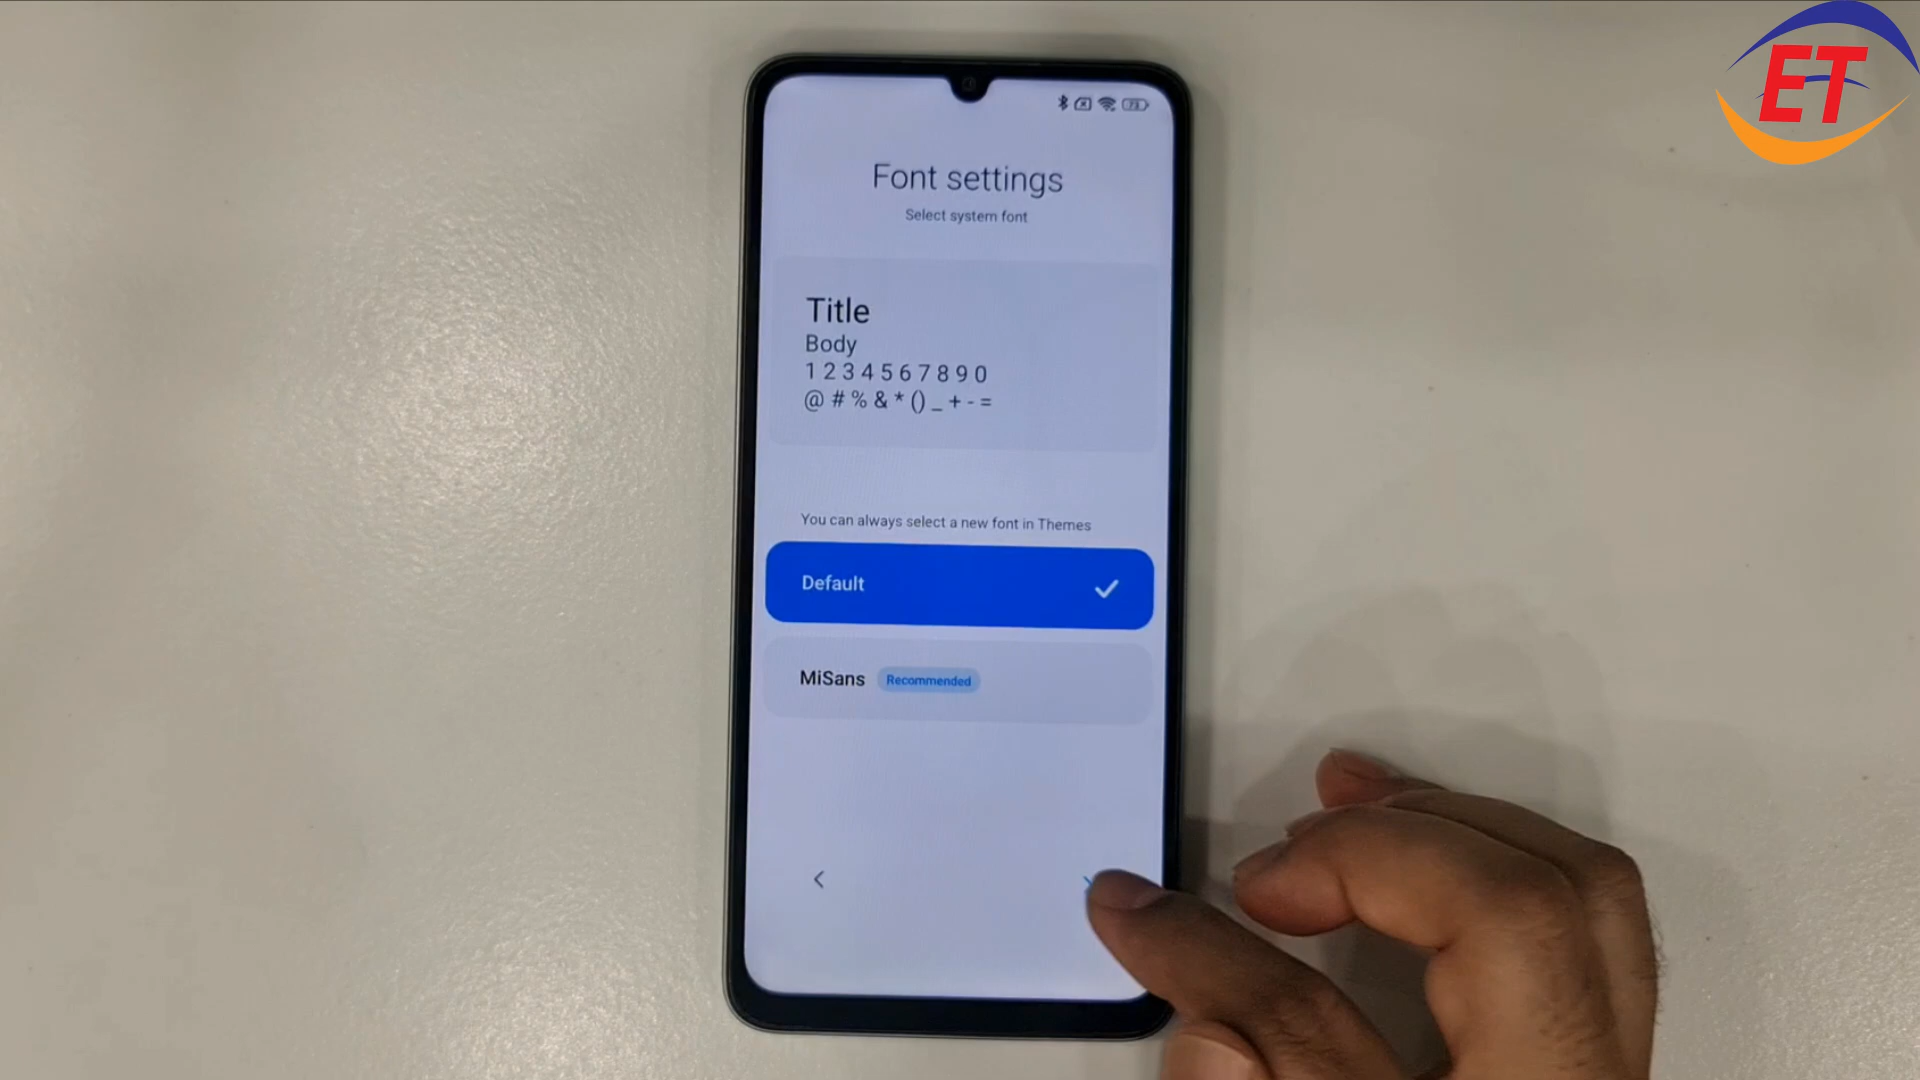 ET
Font settings
Select system font
Title
Body
1 2 3 4 5 6 7 8 9 0
@ # % & * () _ + - =
You can always select a new font in Themes
Default
MiSans Recommended